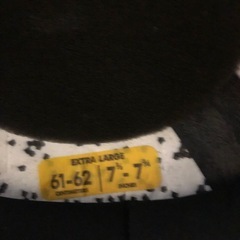 EXTRA LARGE
61-62 | 7⅝ - 7¾